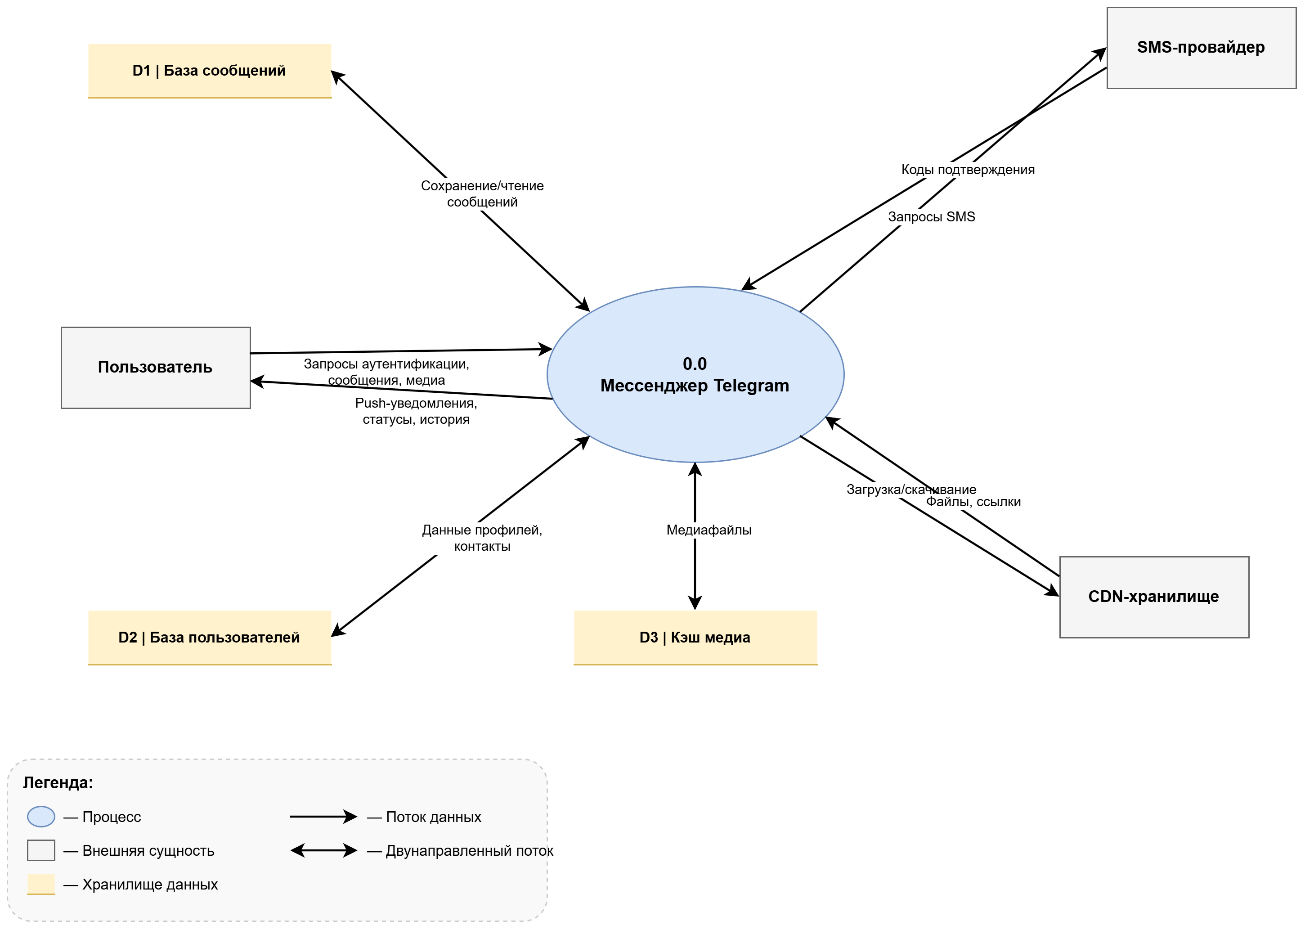 SMS-провайдер
D1 | База сообщений
Коды подтверждения
Сохранение/чтение
сообщений
Запросы SMS
Пользователь
Запросы аутентификации,
сообщения, медиа
0.0
Мессенджер Telegram
Push-уведомления,
статусы, история
Загрузка/скачивание
Файлы, ссылки
Данные профилей,
контакты
Медиафайлы
CDN-хранилище
D2 | База пользователей
D3 | Кэш медиа
Легенда:
— Процесс
— Поток данных
— Внешняя сущность
— Двунаправленный поток
— Хранилище данных